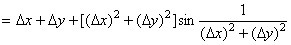 = Δx + Δy + [(Δx)² + (Δy)²] sin 1/((Δx)² + (Δy)²)